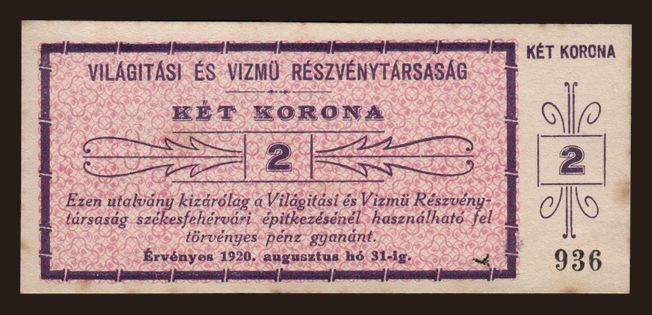 VILÁGITÁSI ÉS VIZMÜ RÉSZVÉNYTÁRSASÁG
KÉT KORONA
2
Ezen utalvány kizárólag a Világitási és Vizmü Részvény-
társaság székesfehérvári épitkezésenél használható fel
törvényes pénz gyanánt.
Érvényes 1920. augusztus hó 31-ig.
KÉT KORONA
2
936